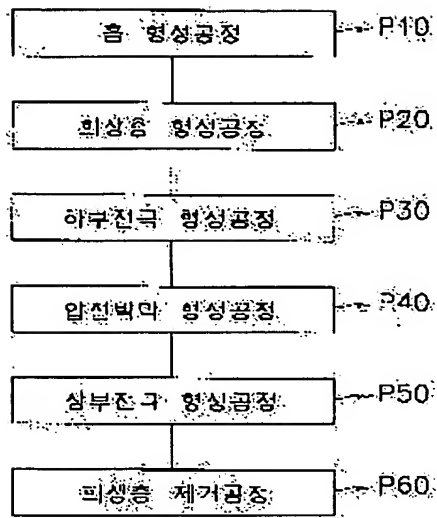 홈 형성공정 P10
희생층 형성공정 P20
하부전극 형성공정 P30
압전박막 형성공정 P40
상부전극 형성공정 P50
희생층 제거공정 P60